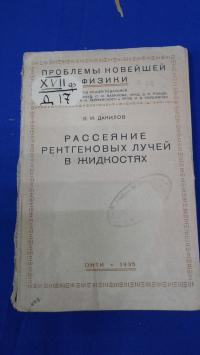 ПРОБЛЕМЫ НОВЕЙШЕЙ
ФИЗИКИ
XVII
Д 17
В. И. ДАНИЛОВ
РАССЕЯНИЕ
РЕНТГЕНОВЫХ ЛУЧЕЙ
В ЖИДКОСТЯХ
ОНТИ • 1935